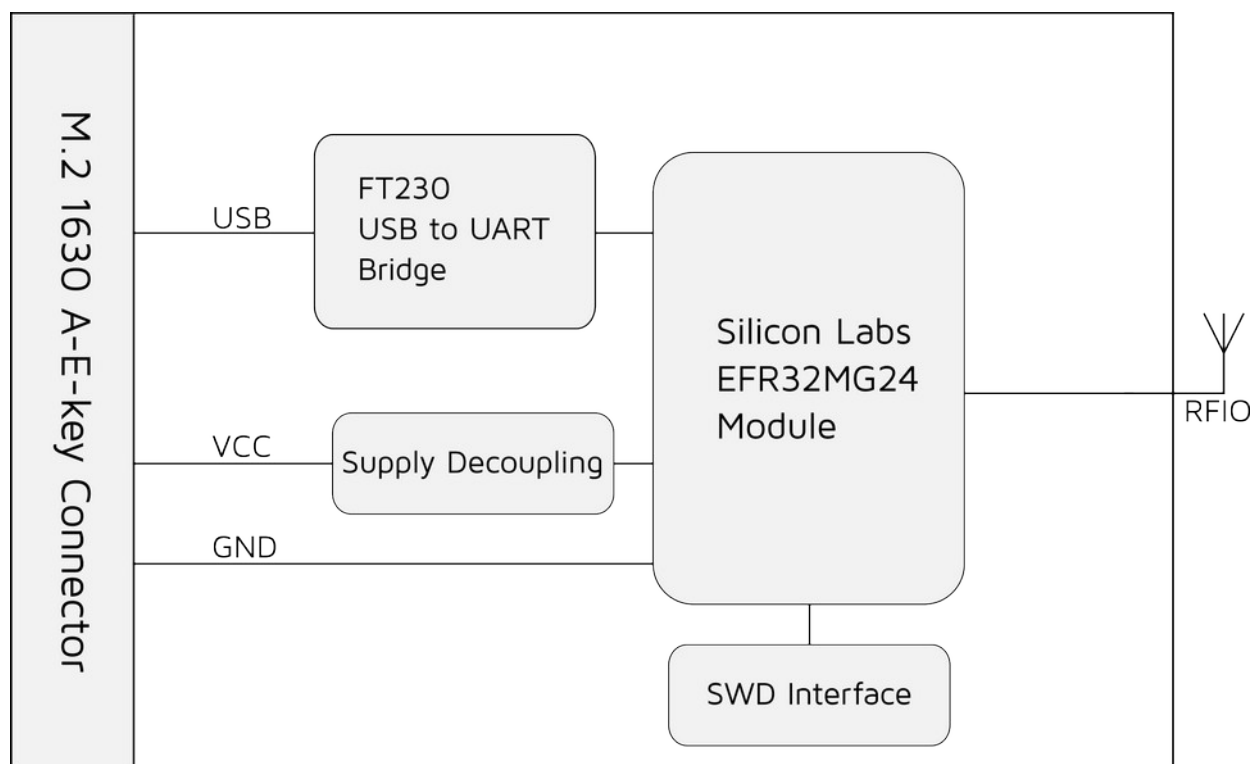 M.2 1630 A-E-key Connector
USB
FT230
USB to UART
Bridge
VCC
Supply Decoupling
GND
Silicon Labs
EFR32MG24
Module
SWD Interface
RFIO